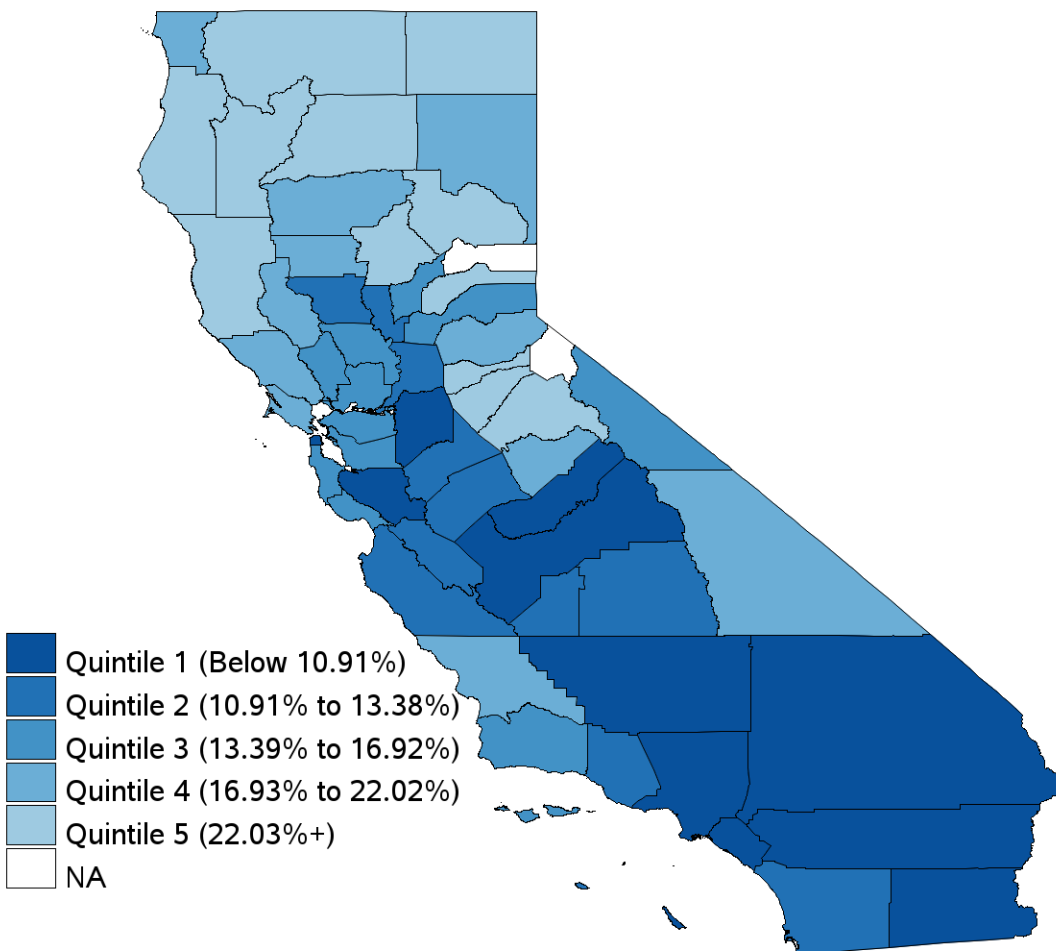 Quintile 1 (Below 10.91%)
Quintile 2 (10.91% to 13.38%)
Quintile 3 (13.39% to 16.92%)
Quintile 4 (16.93% to 22.02%)
Quintile 5 (22.03%+)
NA